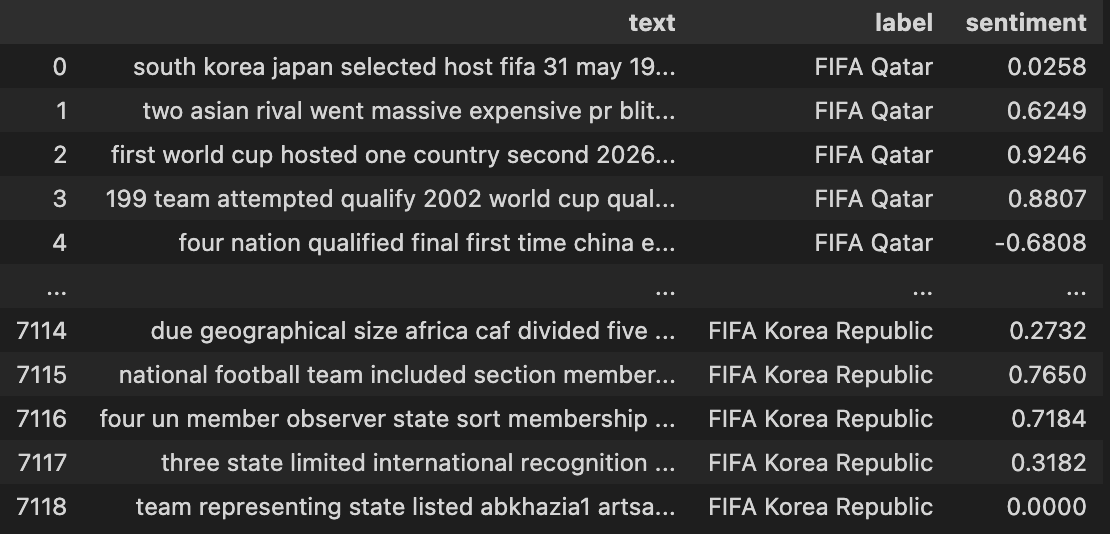 text label sentiment
0 south korea japan selected host fifa 31 may 19... FIFA Qatar 0.0258
1 two asian rival went massive expensive pr blit... FIFA Qatar 0.6249
2 first world cup hosted one country second 2026... FIFA Qatar 0.9246
3 199 team attempted qualify 2002 world cup qual... FIFA Qatar 0.8807
4 four nation qualified final first time china e... FIFA Qatar -0.6808
... ... ... ...
7114 due geographical size africa caf divided five ... FIFA Korea Republic 0.2732
7115 national football team included section member... FIFA Korea Republic 0.7650
7116 four un member observer state sort membership ... FIFA Korea Republic 0.7184
7117 three state limited international recognition ... FIFA Korea Republic 0.3182
7118 team representing state listed abkhazia1 artsa... FIFA Korea Republic 0.0000